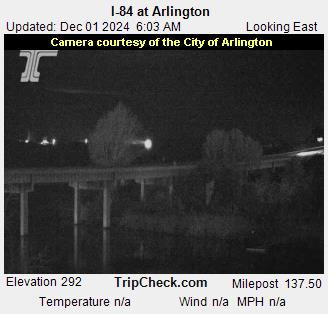 I-84 at Arlington
Updated: Dec 01 2024 6:03 AM Looking East
Camera courtesy of the City of Arlington
Elevation 292 TripCheck.com Milepost 137.50
Temperature n/a Wind n/a MPH n/a